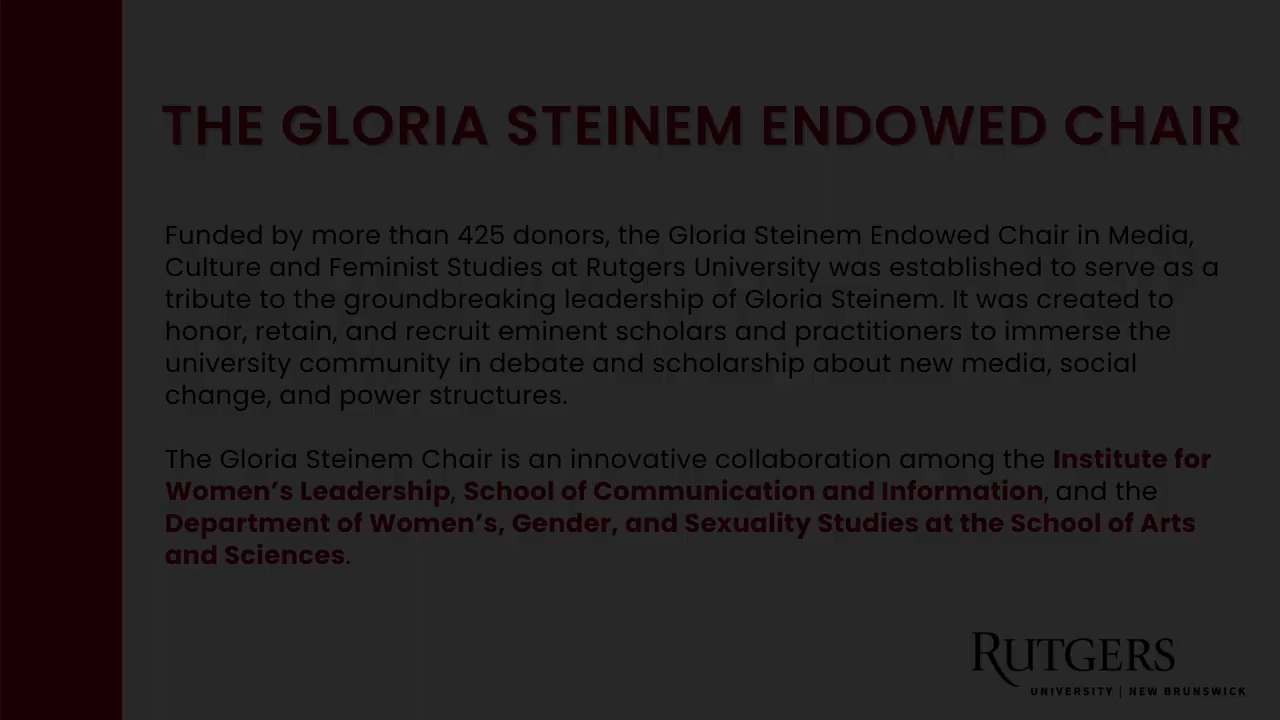 THE GLORIA STEINEM ENDOWED CHAIR
Funded by more than 425 donors, the Gloria Steinem Endowed Chair in Media,
Culture and Feminist Studies at Rutgers University was established to serve as a
tribute to the groundbreaking leadership of Gloria Steinem. It was created to
honor, retain, and recruit eminent scholars and practitioners to immerse the
university community in debate and scholarship about new media, social
change, and power structures.
The Gloria Steinem Chair is an innovative collaboration among the Institute for
Women’s Leadership, School of Communication and Information, and the
Department of Women’s, Gender, and Sexuality Studies at the School of Arts
and Sciences.
RUTGERS
UNIVERSITY | NEW BRUNSWICK